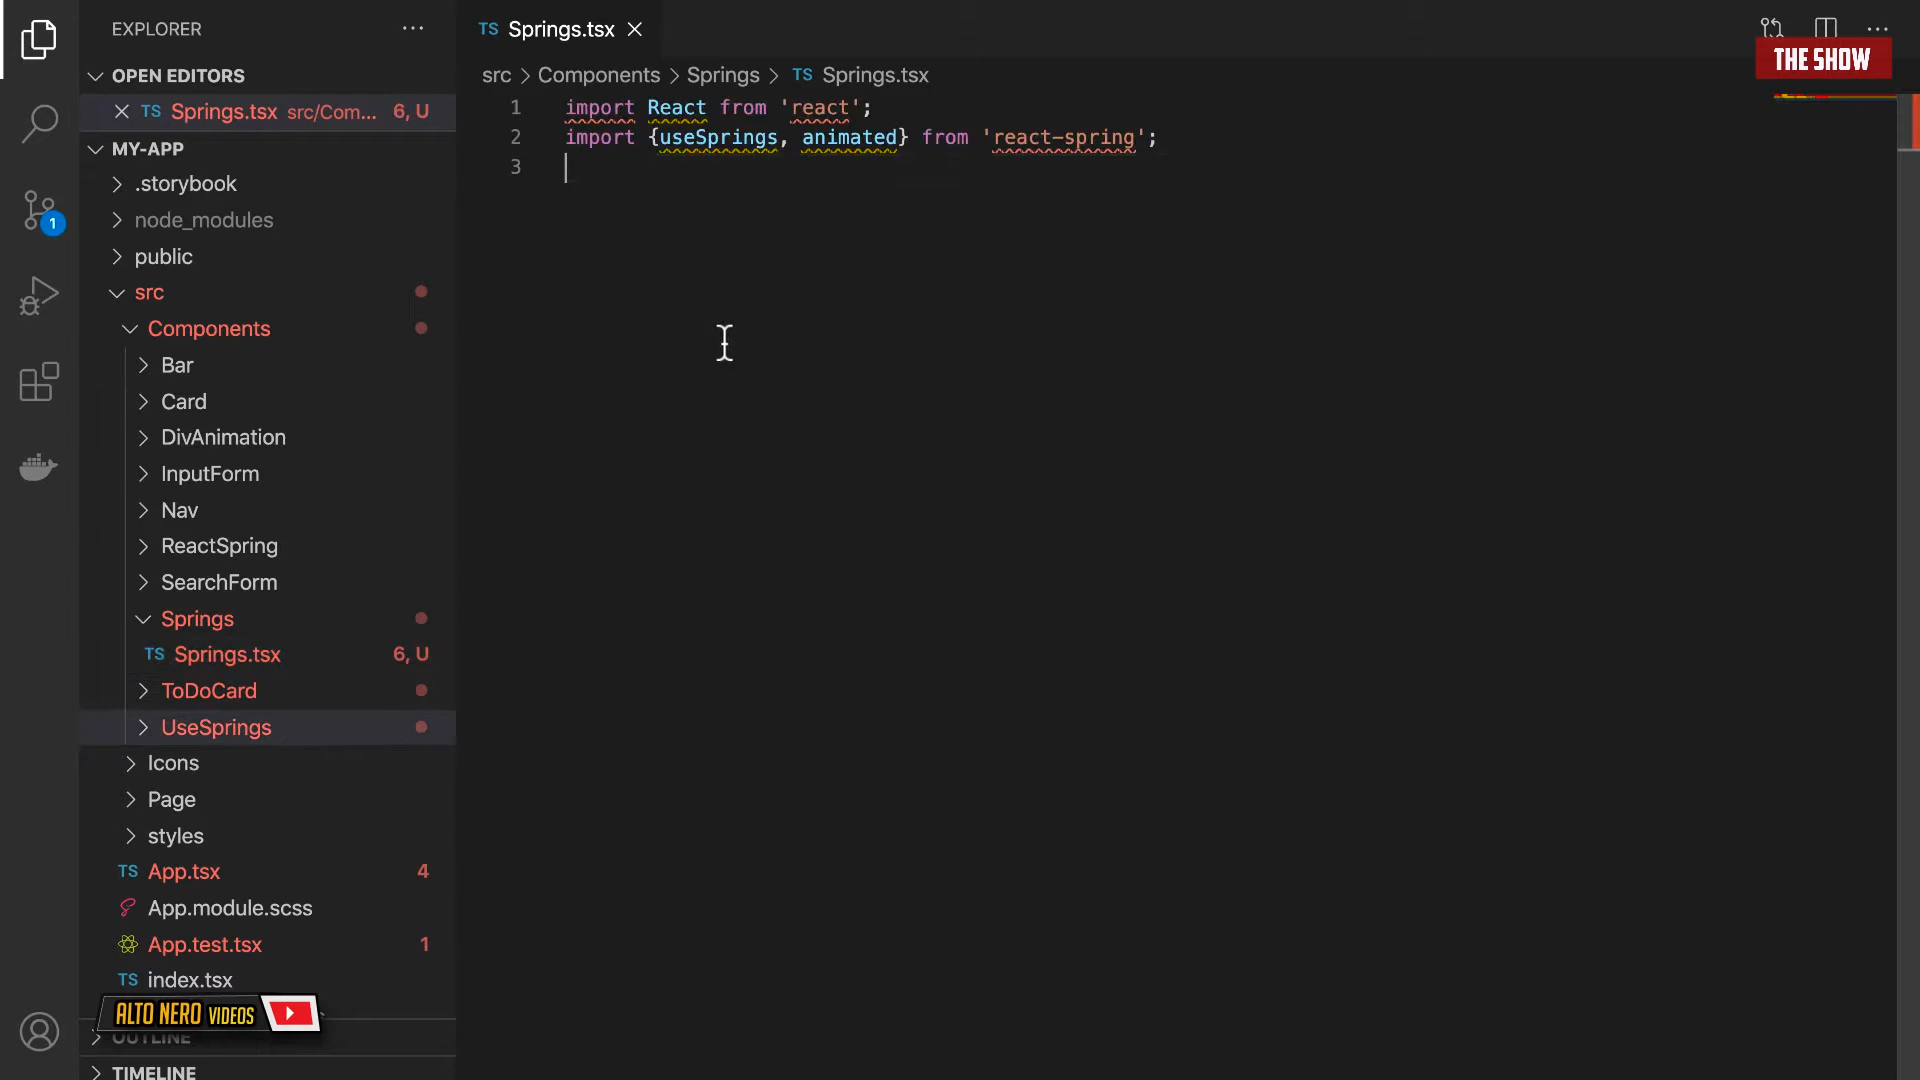 EXPLORER
OPEN EDITORS
TS Springs.tsx src/Com... 6, U
MY-APP
.storybook
node_modules
public
src
Components
Bar
Card
DivAnimation
InputForm
Nav
ReactSpring
SearchForm
Springs
TS Springs.tsx 6, U
ToDoCard
UseSprings
Icons
Page
styles
TS App.tsx 4
App.module.scss
App.test.tsx 1
TS index.tsx
OUTLINE
TIMELINE
1
TS Springs.tsx
src > Components > Springs > TS Springs.tsx
1 import React from 'react';
2 import {useSprings, animated} from 'react-spring';
3
THE SHOW
ALTO NERO VIDEOS